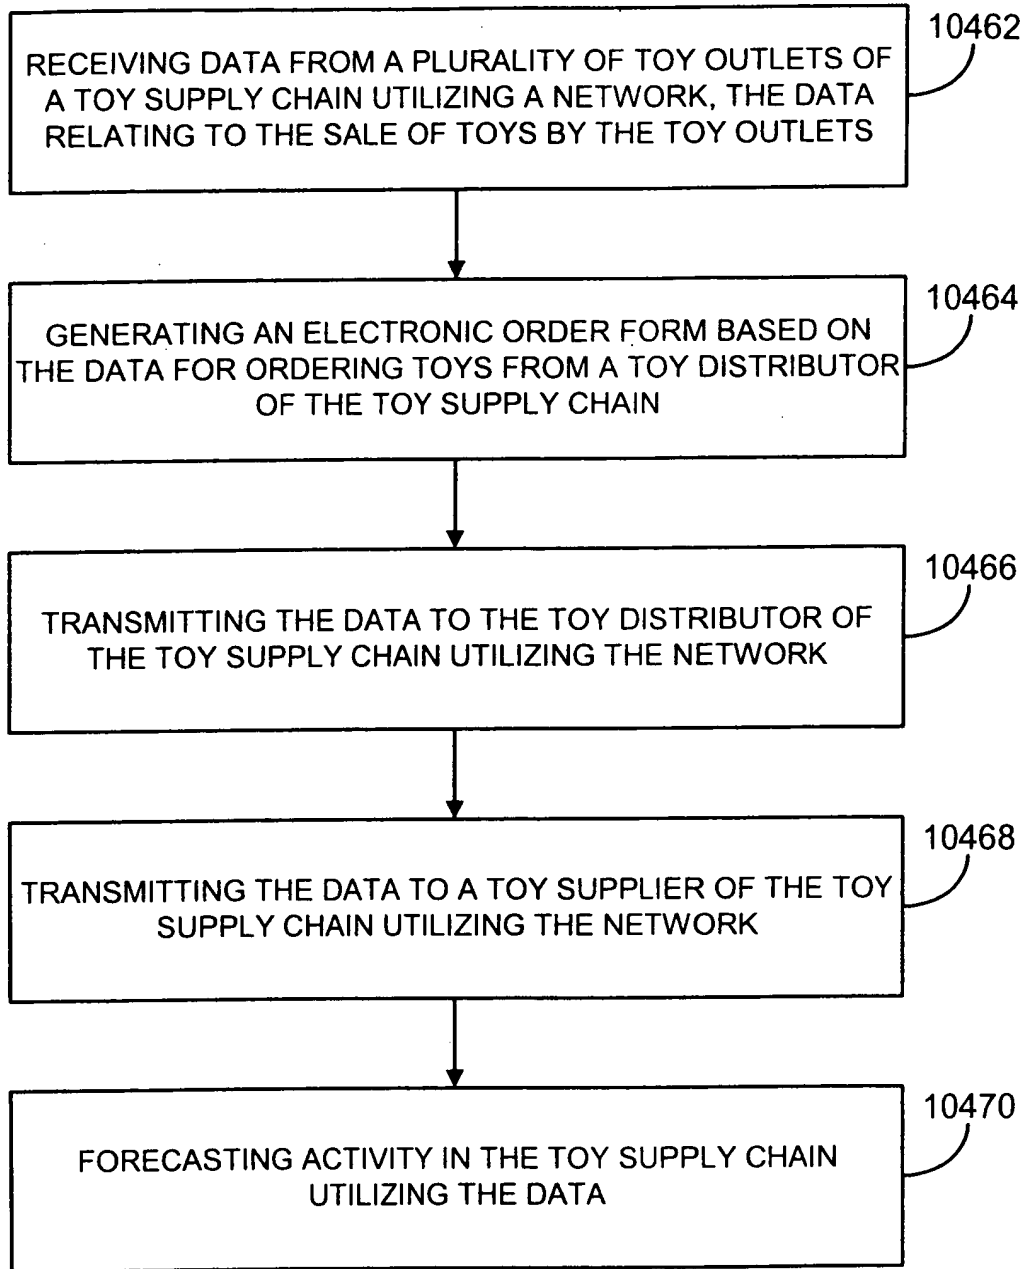 10462
RECEIVING DATA FROM A PLURALITY OF TOY OUTLETS OF
A TOY SUPPLY CHAIN UTILIZING A NETWORK, THE DATA
RELATING TO THE SALE OF TOYS BY THE TOY OUTLETS
10464
GENERATING AN ELECTRONIC ORDER FORM BASED ON
THE DATA FOR ORDERING TOYS FROM A TOY DISTRIBUTOR
OF THE TOY SUPPLY CHAIN
10466
TRANSMITTING THE DATA TO THE TOY DISTRIBUTOR OF
THE TOY SUPPLY CHAIN UTILIZING THE NETWORK
10468
TRANSMITTING THE DATA TO A TOY SUPPLIER OF THE TOY
SUPPLY CHAIN UTILIZING THE NETWORK
10470
FORECASTING ACTIVITY IN THE TOY SUPPLY CHAIN
UTILIZING THE DATA